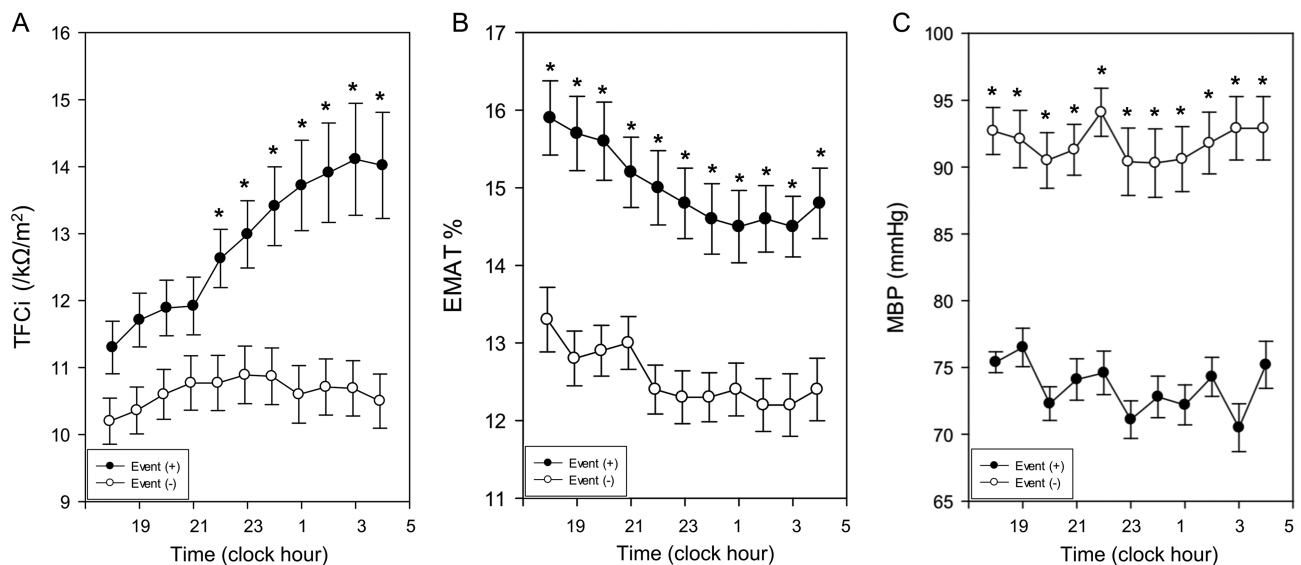 A
TFCi (/kΩ/m²)
16
15
14
13
12
11
10
9
* * * * * * *
Event (+)
Event (-)
19 21 23 1 3 5
Time (clock hour)
B
EMAT %
17
16
15
14
13
12
11
* * * * * * * * * * *
Event (+)
Event (-)
19 21 23 1 3 5
Time (clock hour)
C
MBP (mmHg)
100
95
90
85
80
75
70
65
* * * * * * * * * * *
Event (+)
Event (-)
19 21 23 1 3 5
Time (clock hour)